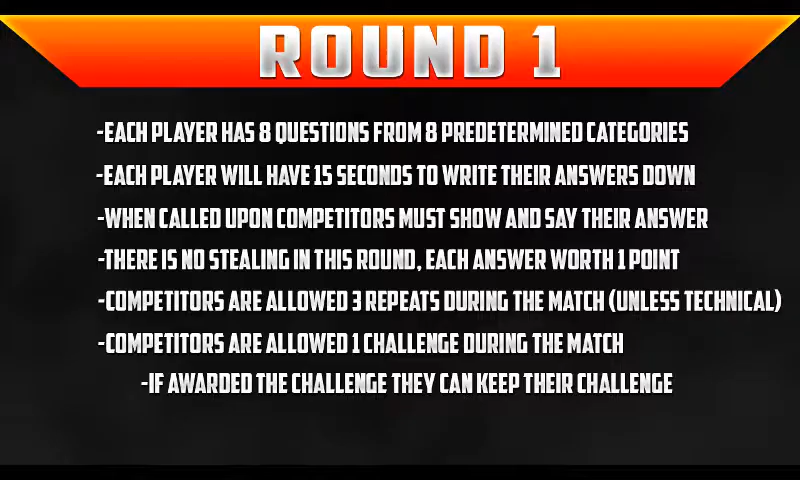 ROUND 1
-EACH PLAYER HAS 8 QUESTIONS FROM 8 PREDETERMINED CATEGORIES
-EACH PLAYER WILL HAVE 15 SECONDS TO WRITE THEIR ANSWERS DOWN
-WHEN CALLED UPON COMPETITORS MUST SHOW AND SAY THEIR ANSWER
-THERE IS NO STEALING IN THIS ROUND, EACH ANSWER WORTH 1 POINT
-COMPETITORS ARE ALLOWED 3 REPEATS DURING THE MATCH (UNLESS TECHNICAL)
-COMPETITORS ARE ALLOWED 1 CHALLENGE DURING THE MATCH
-IF AWARDED THE CHALLENGE THEY CAN KEEP THEIR CHALLENGE